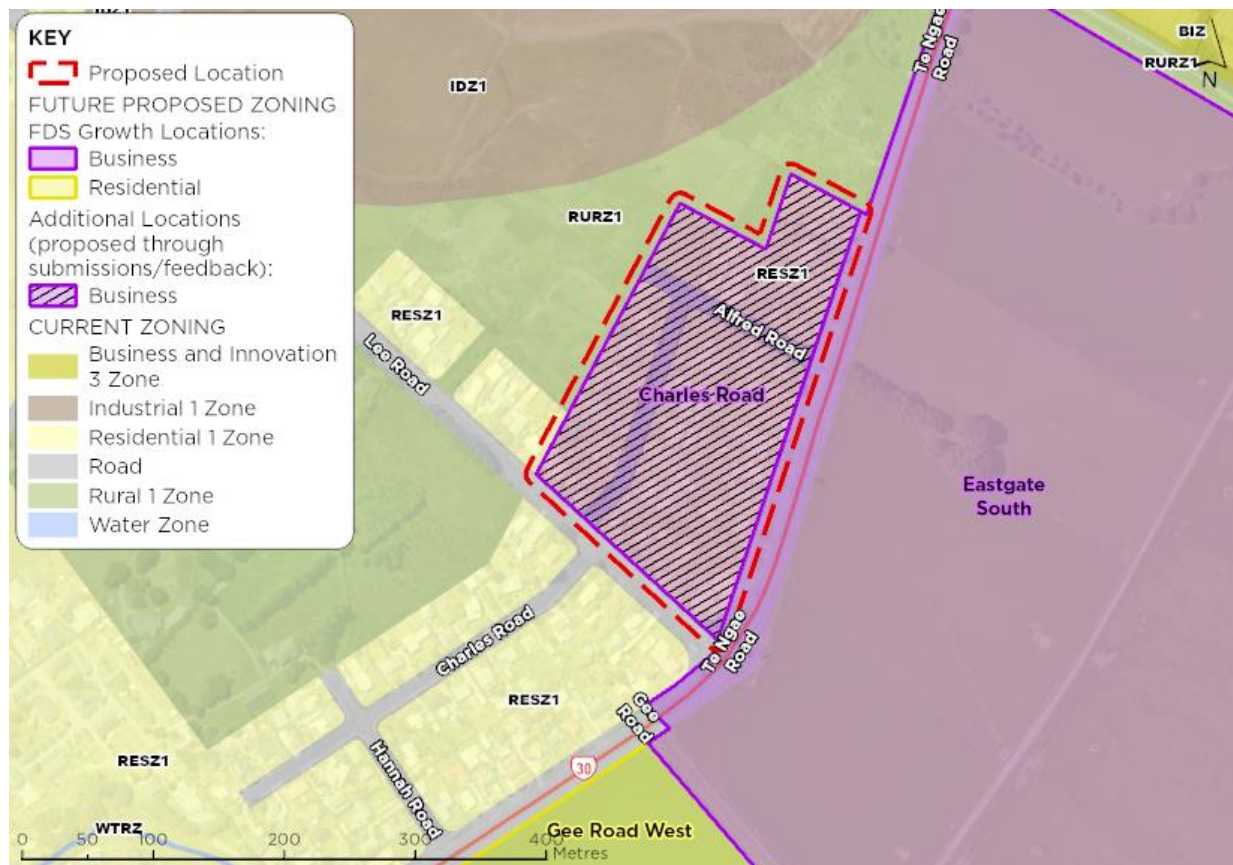 KEY
Proposed Location
FUTURE PROPOSED ZONING
FDS Growth Locations:
Business
Residential
Additional Locations
(proposed through
submissions/feedback):
Business
CURRENT ZONING
Business and Innovation
3 Zone
Industrial 1 Zone
Residential 1 Zone
Road
Rural 1 Zone
Water Zone
IDZ1
Te Ngae
Road
BIZ
RURZ1
N
RURZ1
RESZ1
RESZ1
Lee Road
Alfred Road
Charles Road
Eastgate
South
Charles Road
Te Ngae
Road
RESZ1
Gee
Road
RESZ1
Hannah Road
30
WTRZ
Gee Road West
0 50 100 200 300 400
Metres